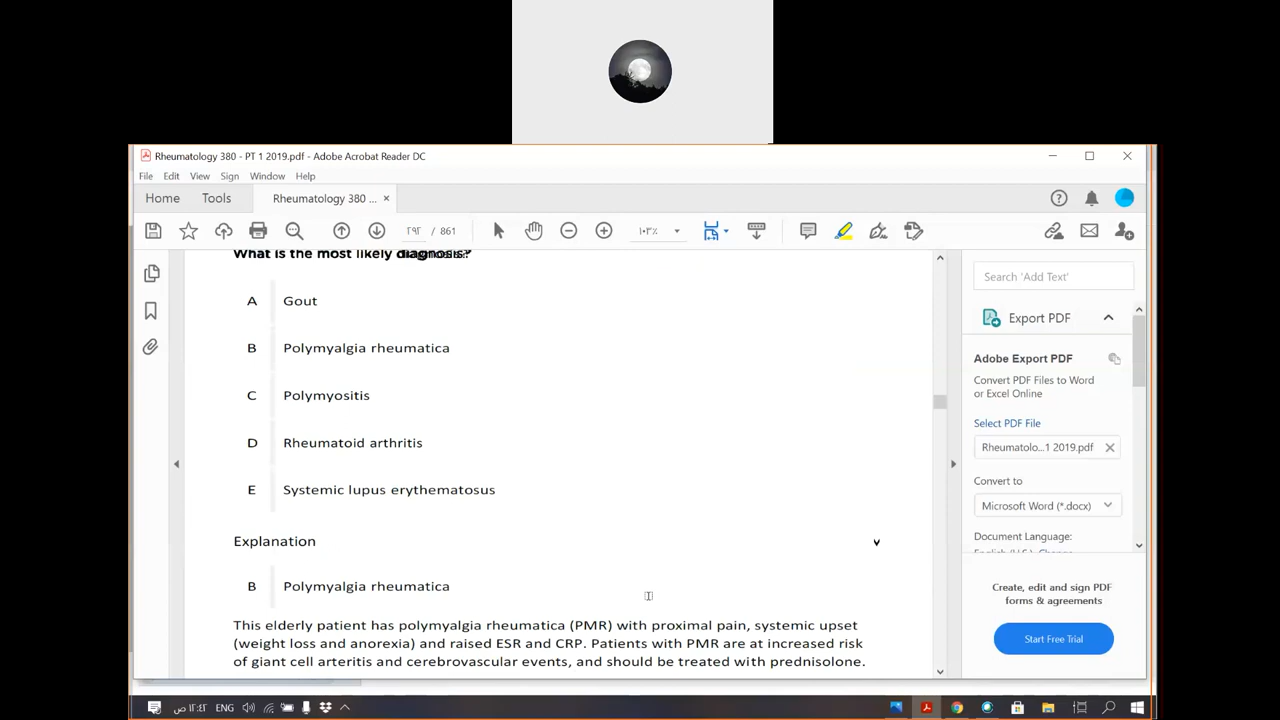 Rheumatology 380 - PT 1 2019.pdf - Adobe Acrobat Reader DC
File Edit View Sign Window Help
Home Tools Rheumatology 380 ... ×
٢٩٢ / 861
١٠٣٪
What is the most likely diagnosis?
A Gout
B Polymyalgia rheumatica
C Polymyositis
D Rheumatoid arthritis
E Systemic lupus erythematosus
Explanation
B Polymyalgia rheumatica
This elderly patient has polymyalgia rheumatica (PMR) with proximal pain, systemic upset
(weight loss and anorexia) and raised ESR and CRP. Patients with PMR are at increased risk
of giant cell arteritis and cerebrovascular events, and should be treated with prednisolone.
Search 'Add Text'
Export PDF
Adobe Export PDF
Convert PDF Files to Word
or Excel Online
Select PDF File
Rheumatolo...1 2019.pdf
Convert to
Microsoft Word (*.docx)
Document Language:
English (U.S.) Change
Create, edit and sign PDF
forms & agreements
Start Free Trial
ص ١٢:٤٢ ENG